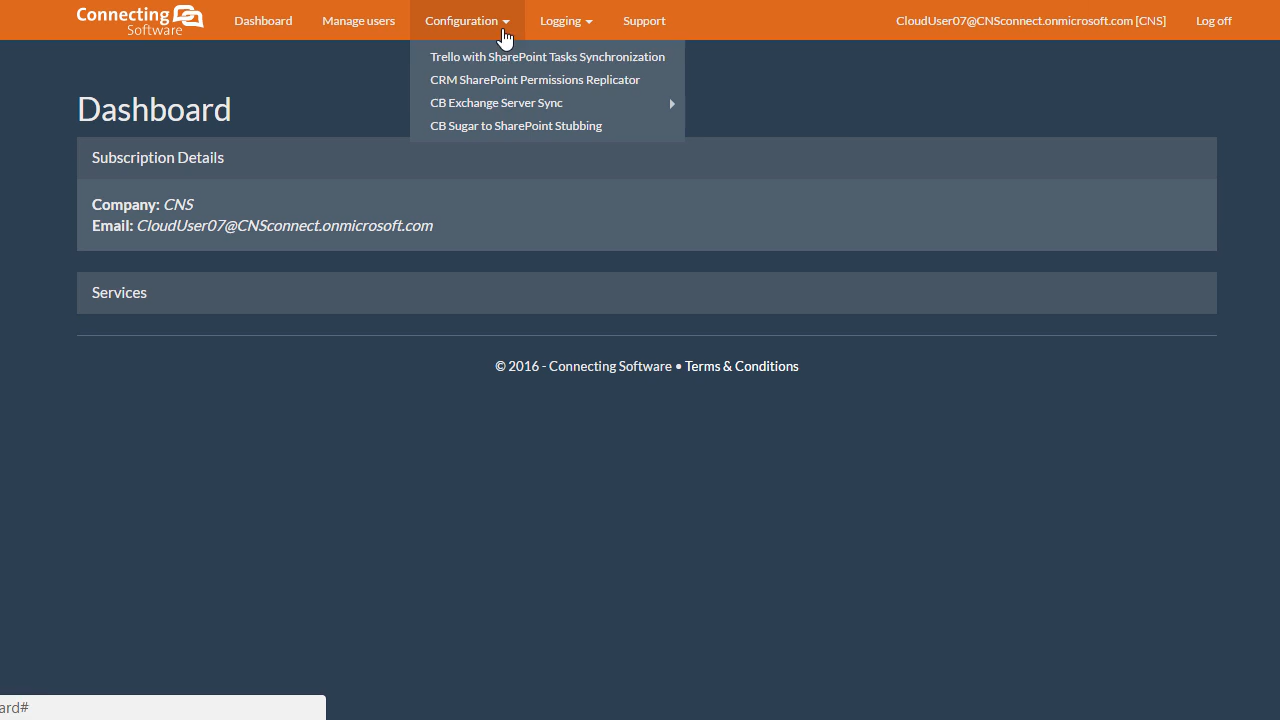 Connecting Software
Dashboard Manage users Configuration Logging Support CloudUser07@CNSconnect.onmicrosoft.com [CNS] Log off
Trello with SharePoint Tasks Synchronization
CRM SharePoint Permissions Replicator
CB Exchange Server Sync
CB Sugar to SharePoint Stubbing
Dashboard
Subscription Details
Company: CNS
Email: CloudUser07@CNSconnect.onmicrosoft.com
Services
© 2016 - Connecting Software • Terms & Conditions
ard#